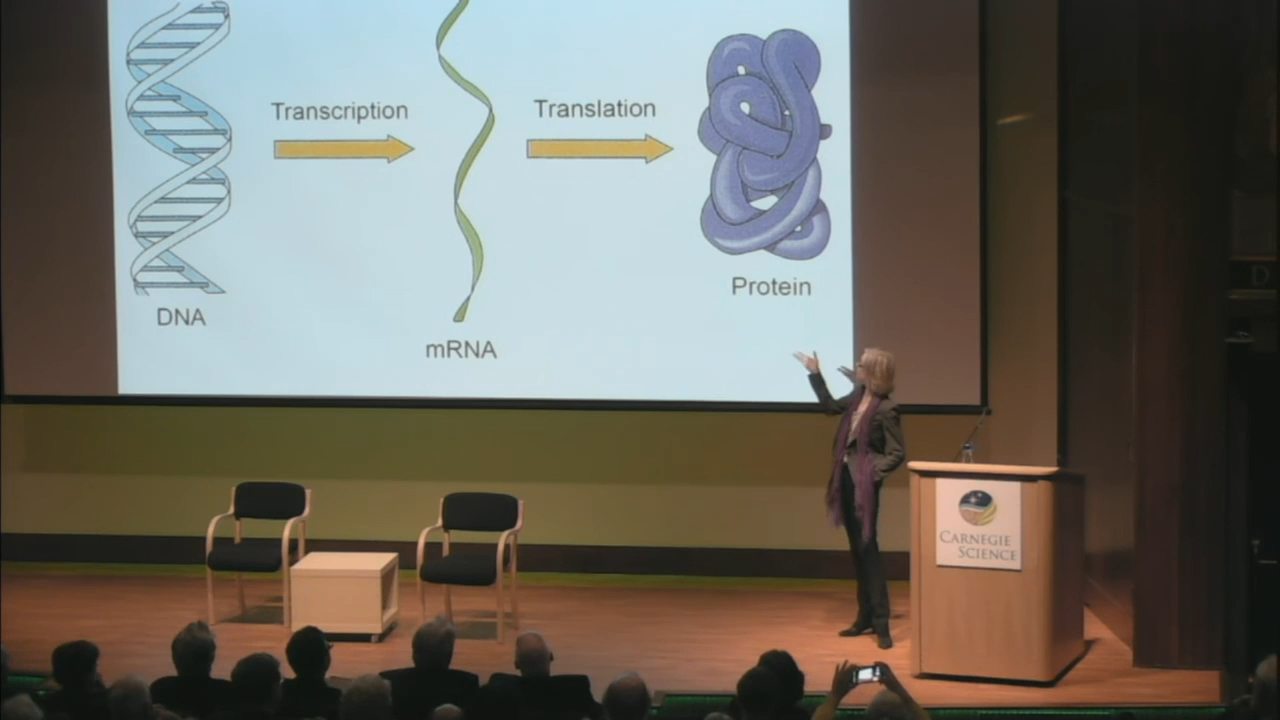 Transcription
Translation
Protein
DNA
mRNA
CARNEGIE
SCIENCE